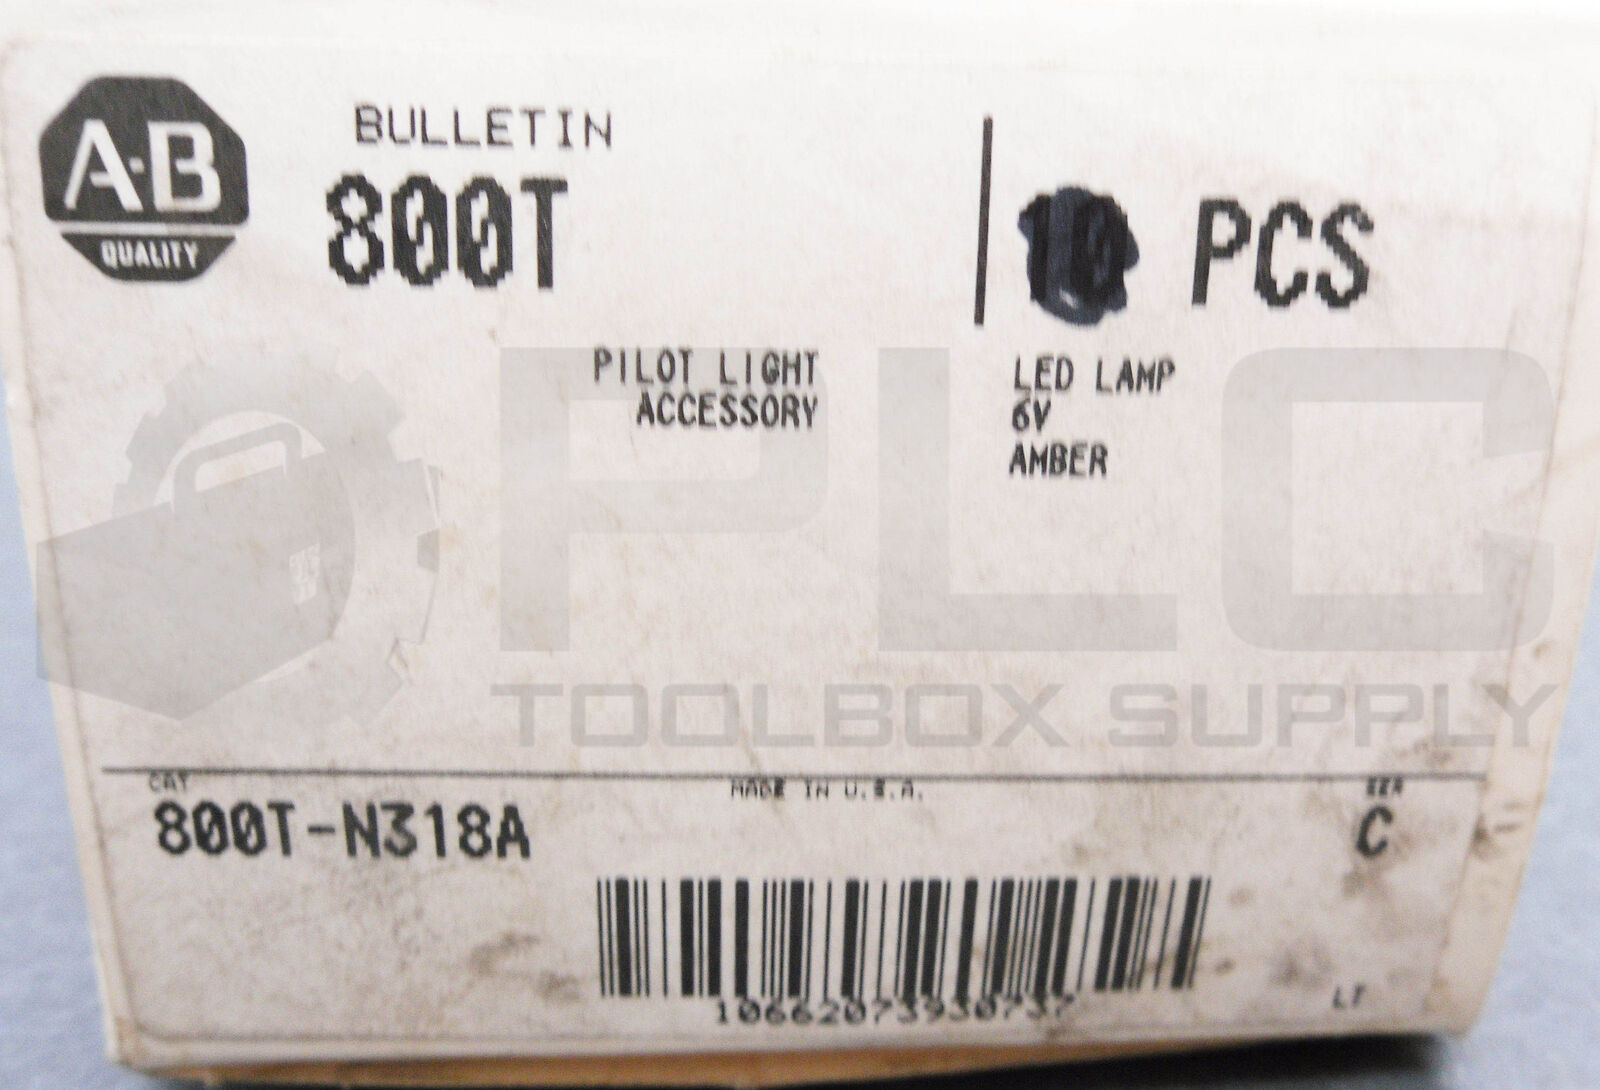 A-B
QUALITY
BULLETIN
800T
PCS
PILOT LIGHT
ACCESSORY
LED LAMP
6V
AMBER
PLC
TOOLBOX SUPPLY
CAT
MADE IN U.S.A.
SER
800T-N318A
C
10662073930737
LT